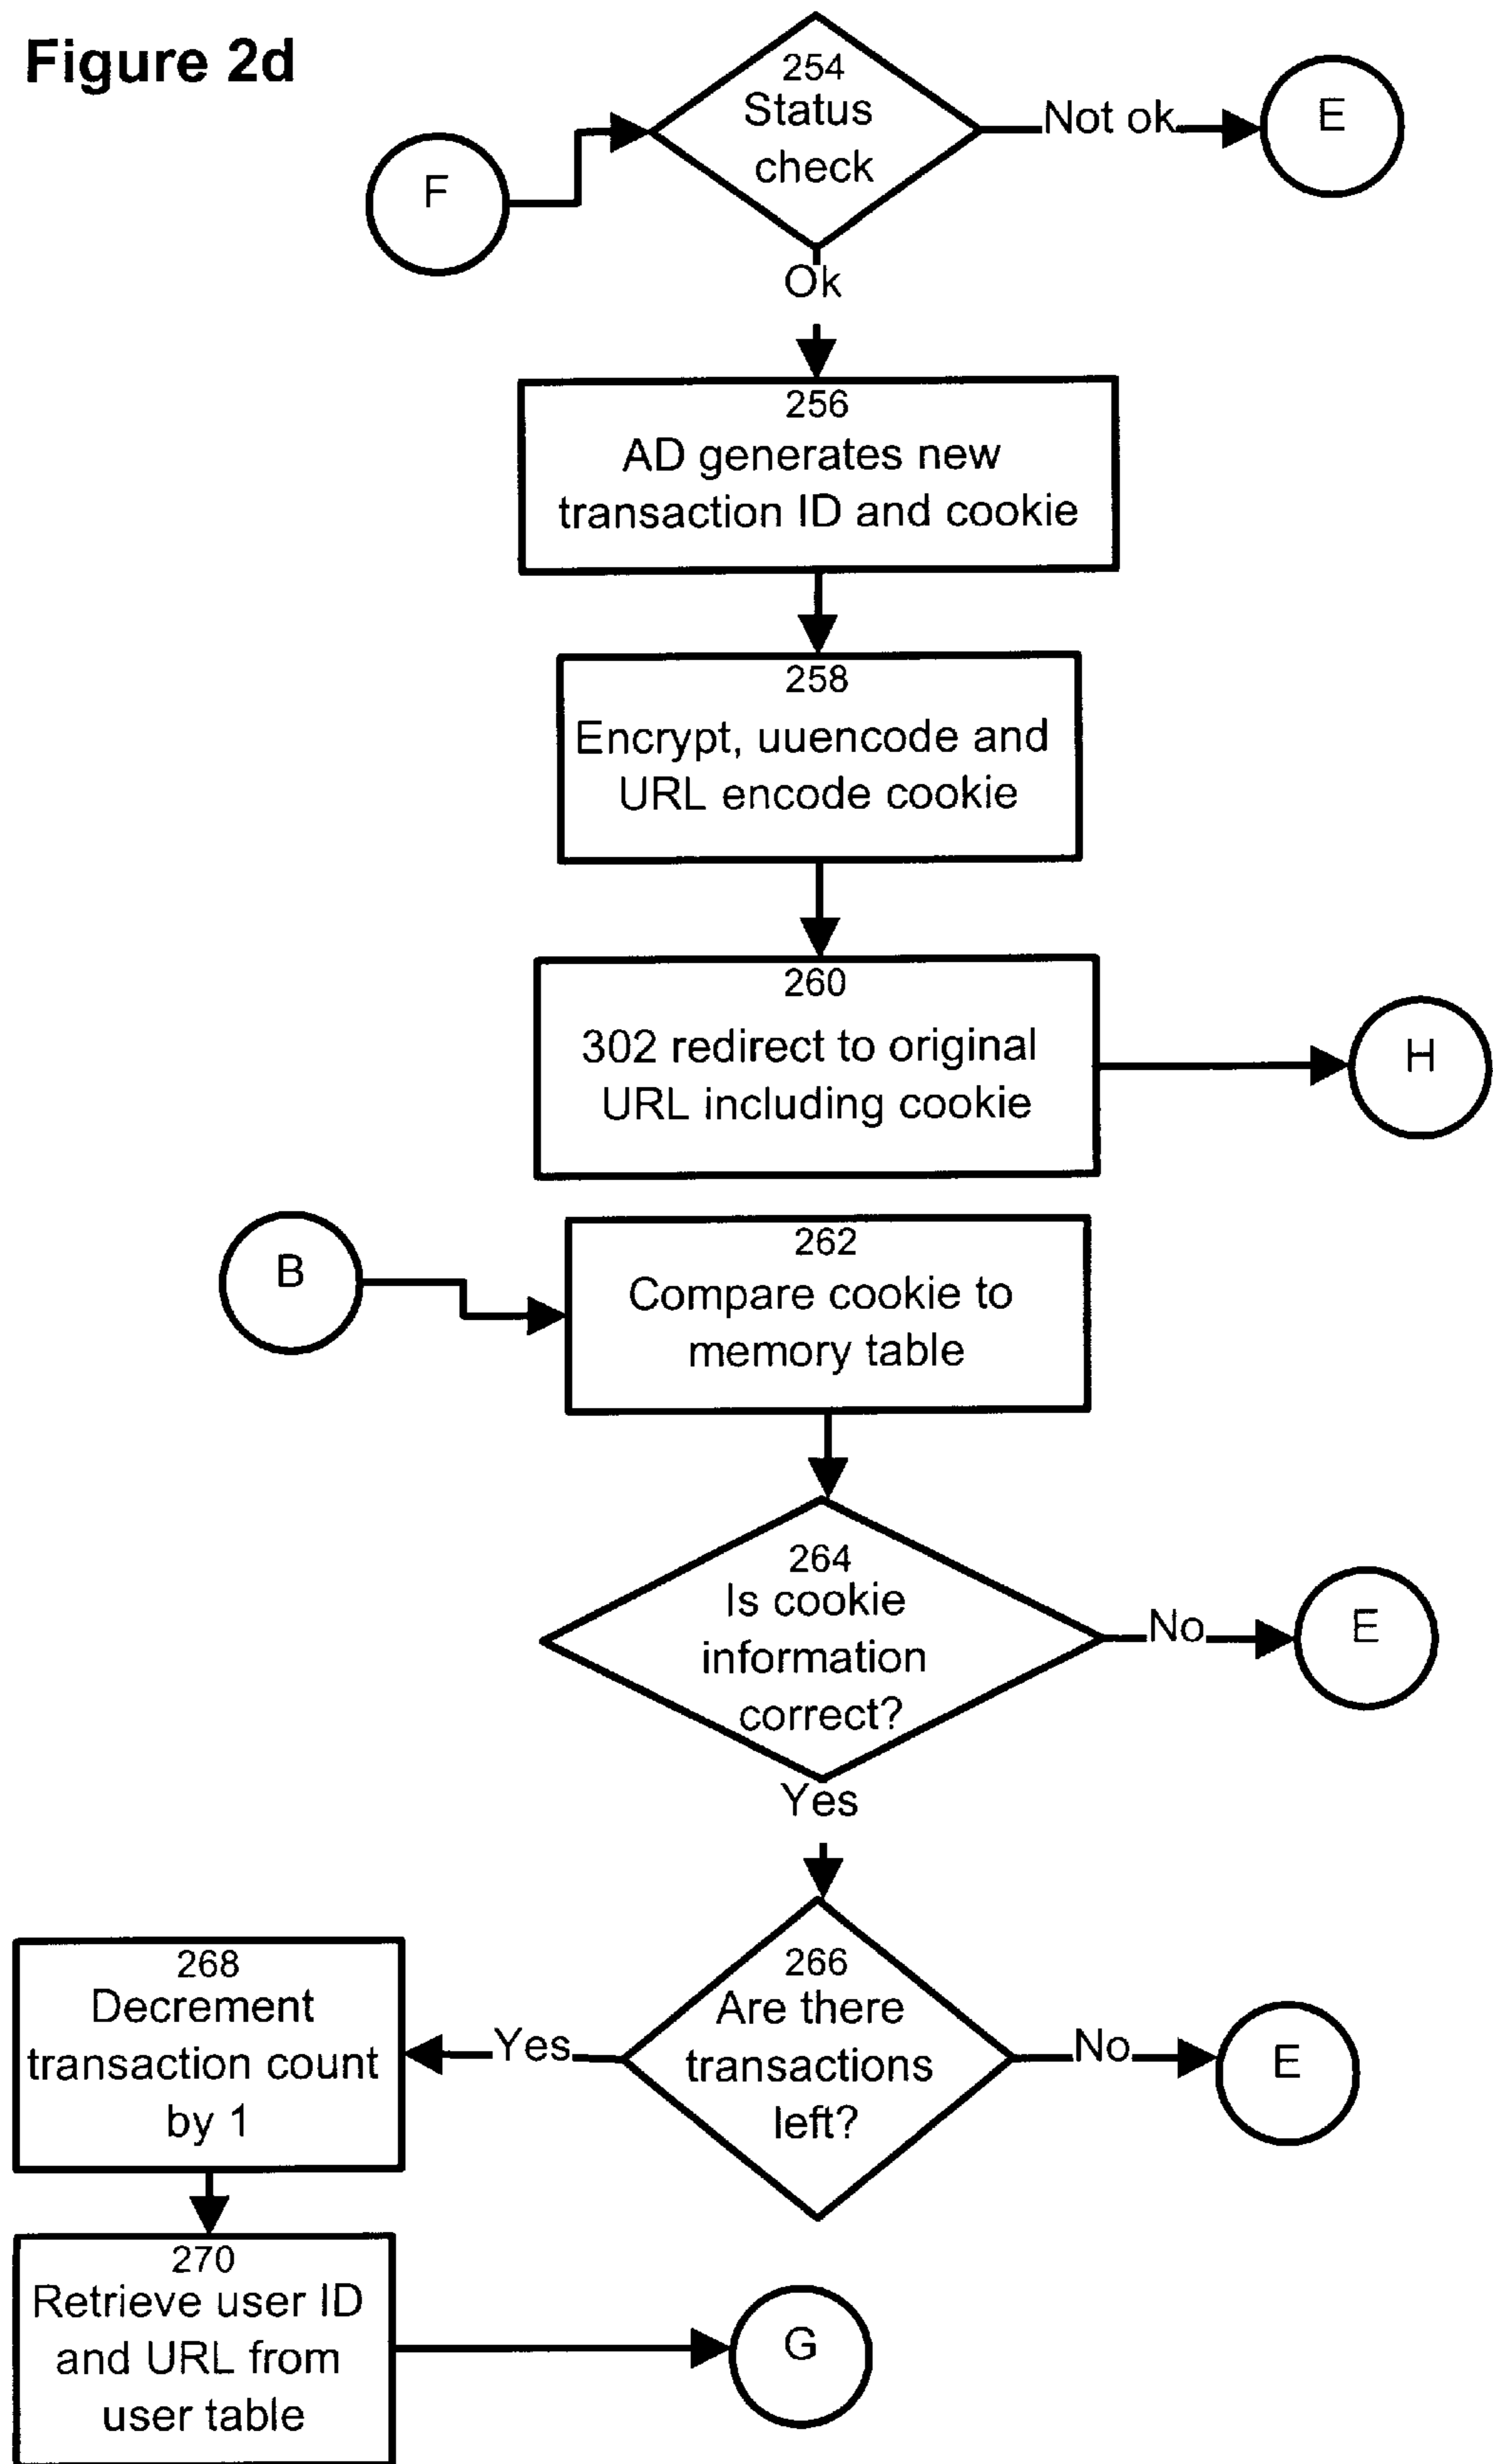 Figure 2d
254
Status
check
Not ok
E
F
Ok
256
AD generates new
transaction ID and cookie
258
Encrypt, uuencode and
URL encode cookie
260
302 redirect to original
URL including cookie
H
B
262
Compare cookie to
memory table
264
Is cookie
information
correct?
No
E
Yes
266
Are there
transactions
left?
No
E
Yes
268
Decrement
transaction count
by 1
270
Retrieve user ID
and URL from
user table
G